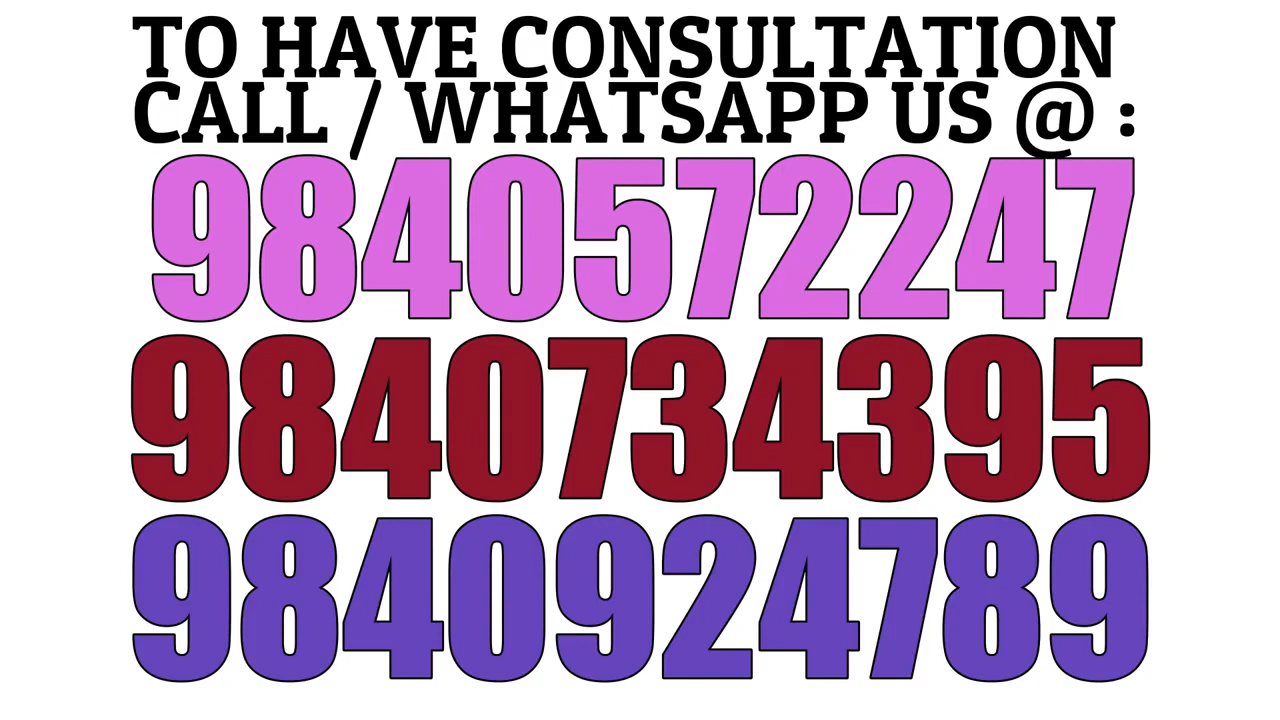 TO HAVE CONSULTATION
CALL / WHATSAPP US @ :
9840572247
9840734395
9840924789